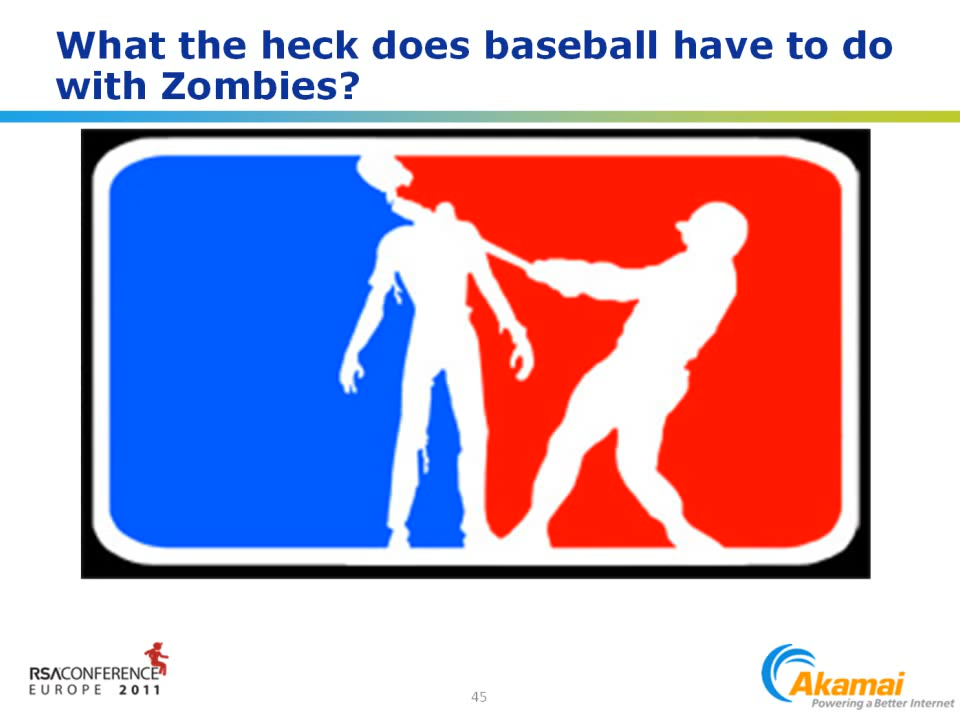 What the heck does baseball have to do
with Zombies?
RSACONFERENCE
EUROPE 2011
45
Akamai
Powering a Better Internet